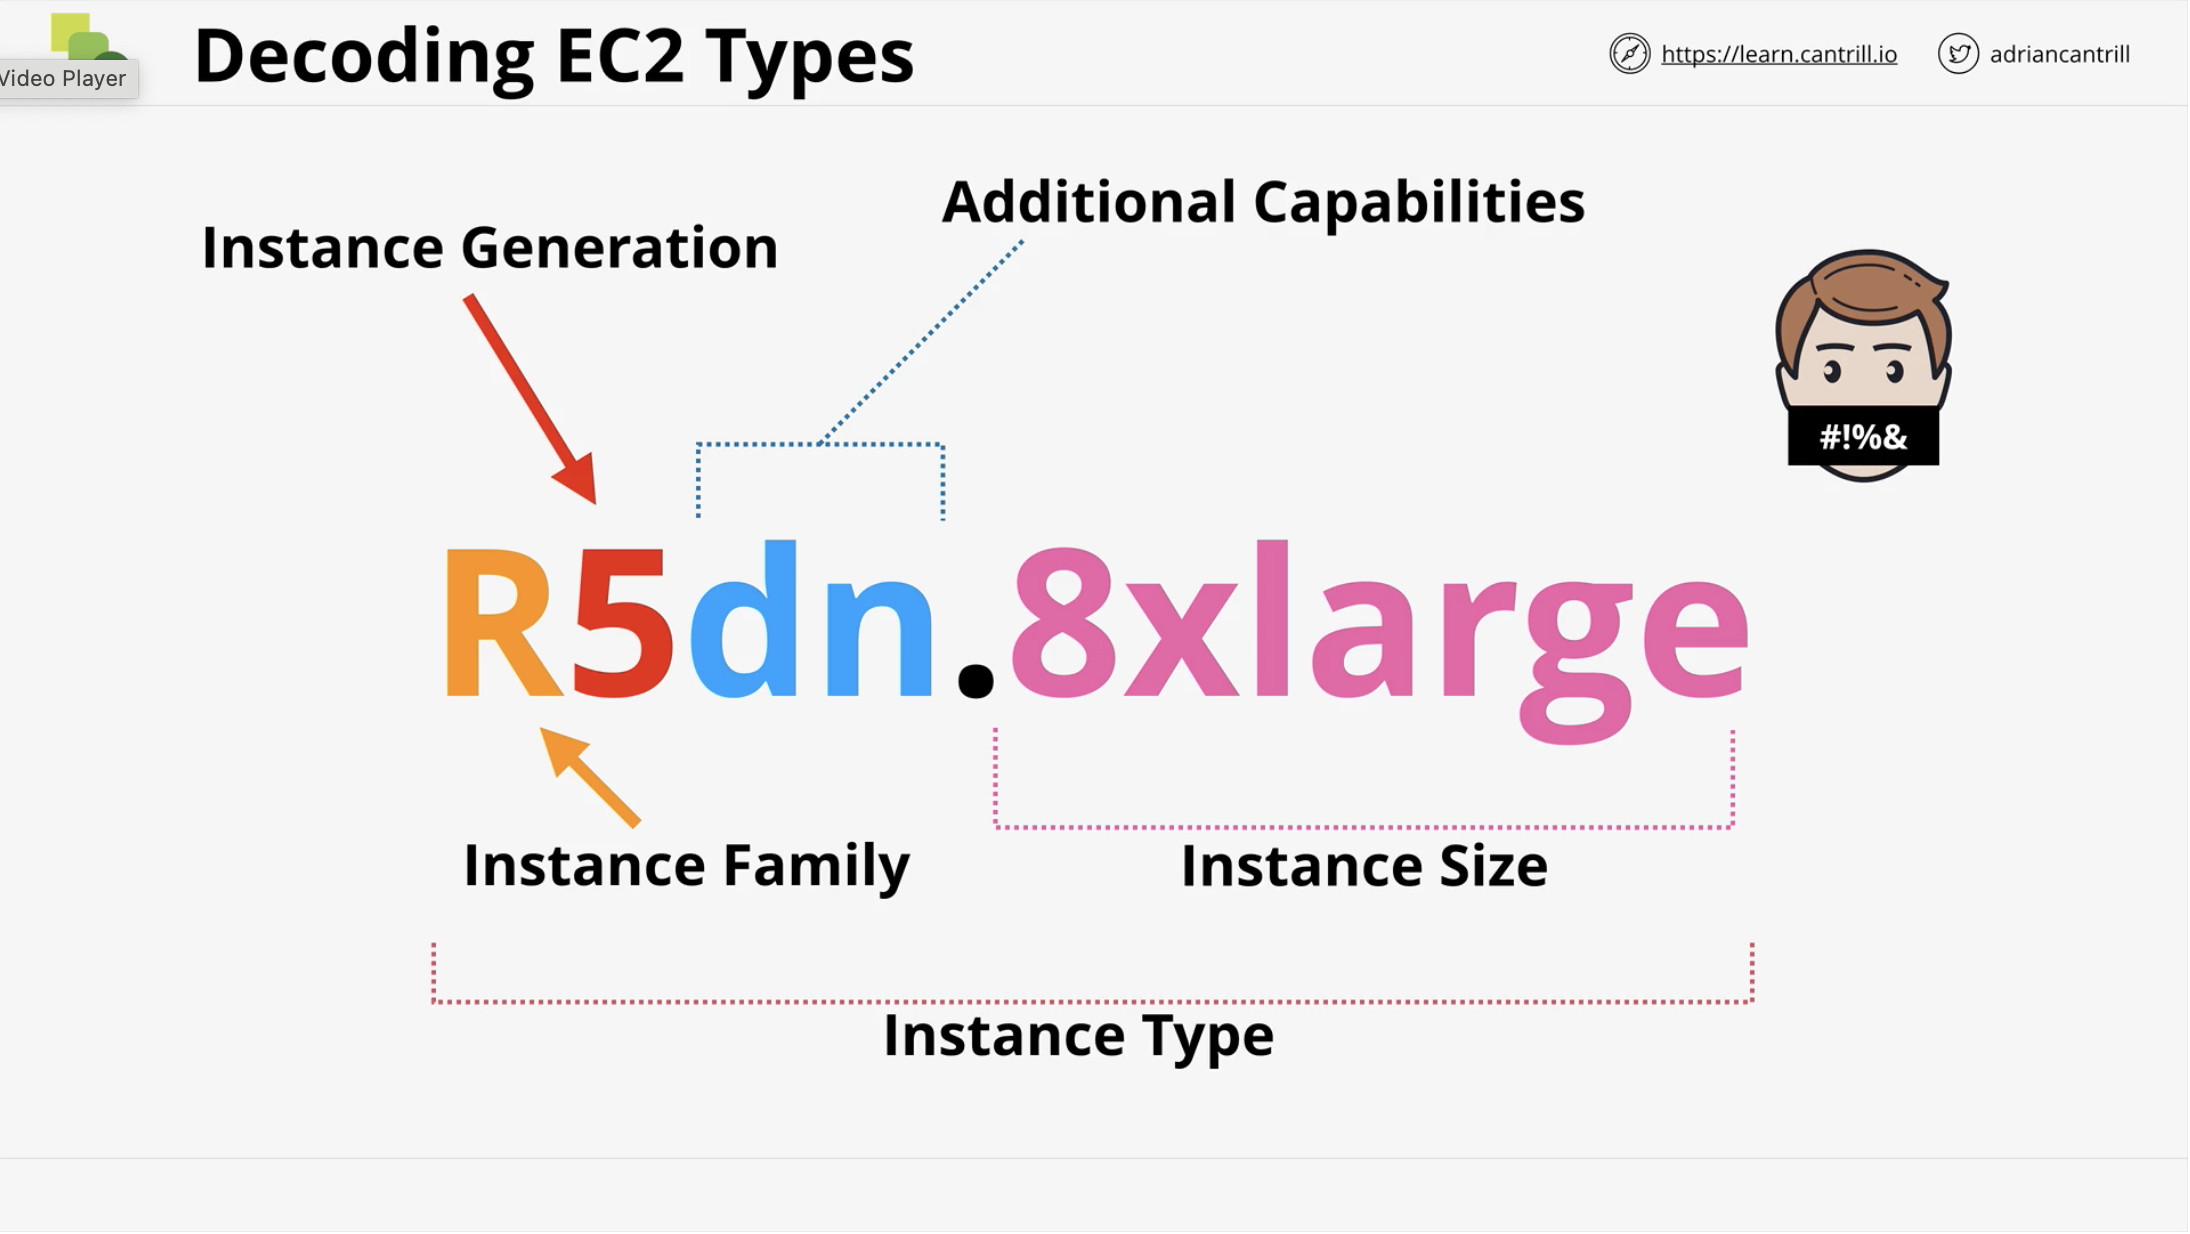 Decoding EC2 Types
https://learn.cantrill.io
adriancantrill
Video Player
Additional Capabilities
Instance Generation
#!%&
R5dn.8xlarge
Instance Family
Instance Size
Instance Type